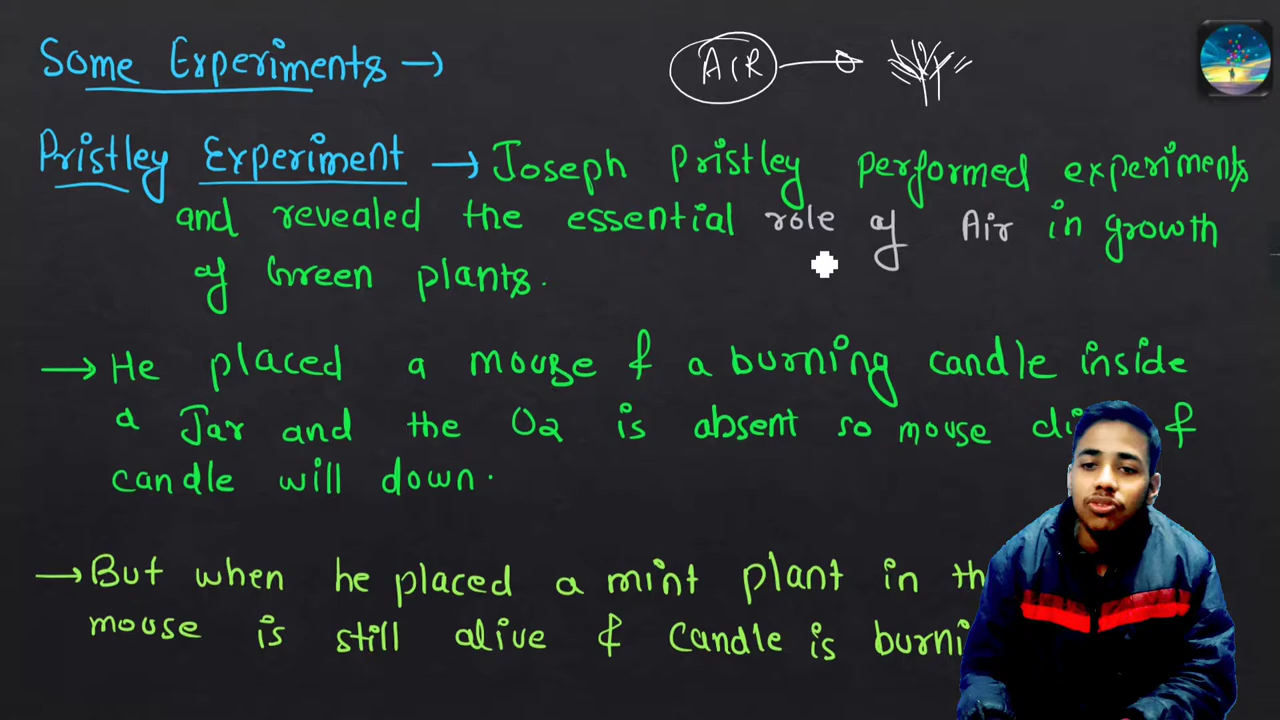 Some Experiments →
AIR
Pristley Experiment → Joseph Pristley performed experiments
and revealed the essential role of Air in growth
of Green plants.
→ He placed a mouse & a burning candle inside
a Jar and the O2 is absent so mouse &
candle will down.
→ But when he placed a mint plant in
mouse is still alive & Candle is